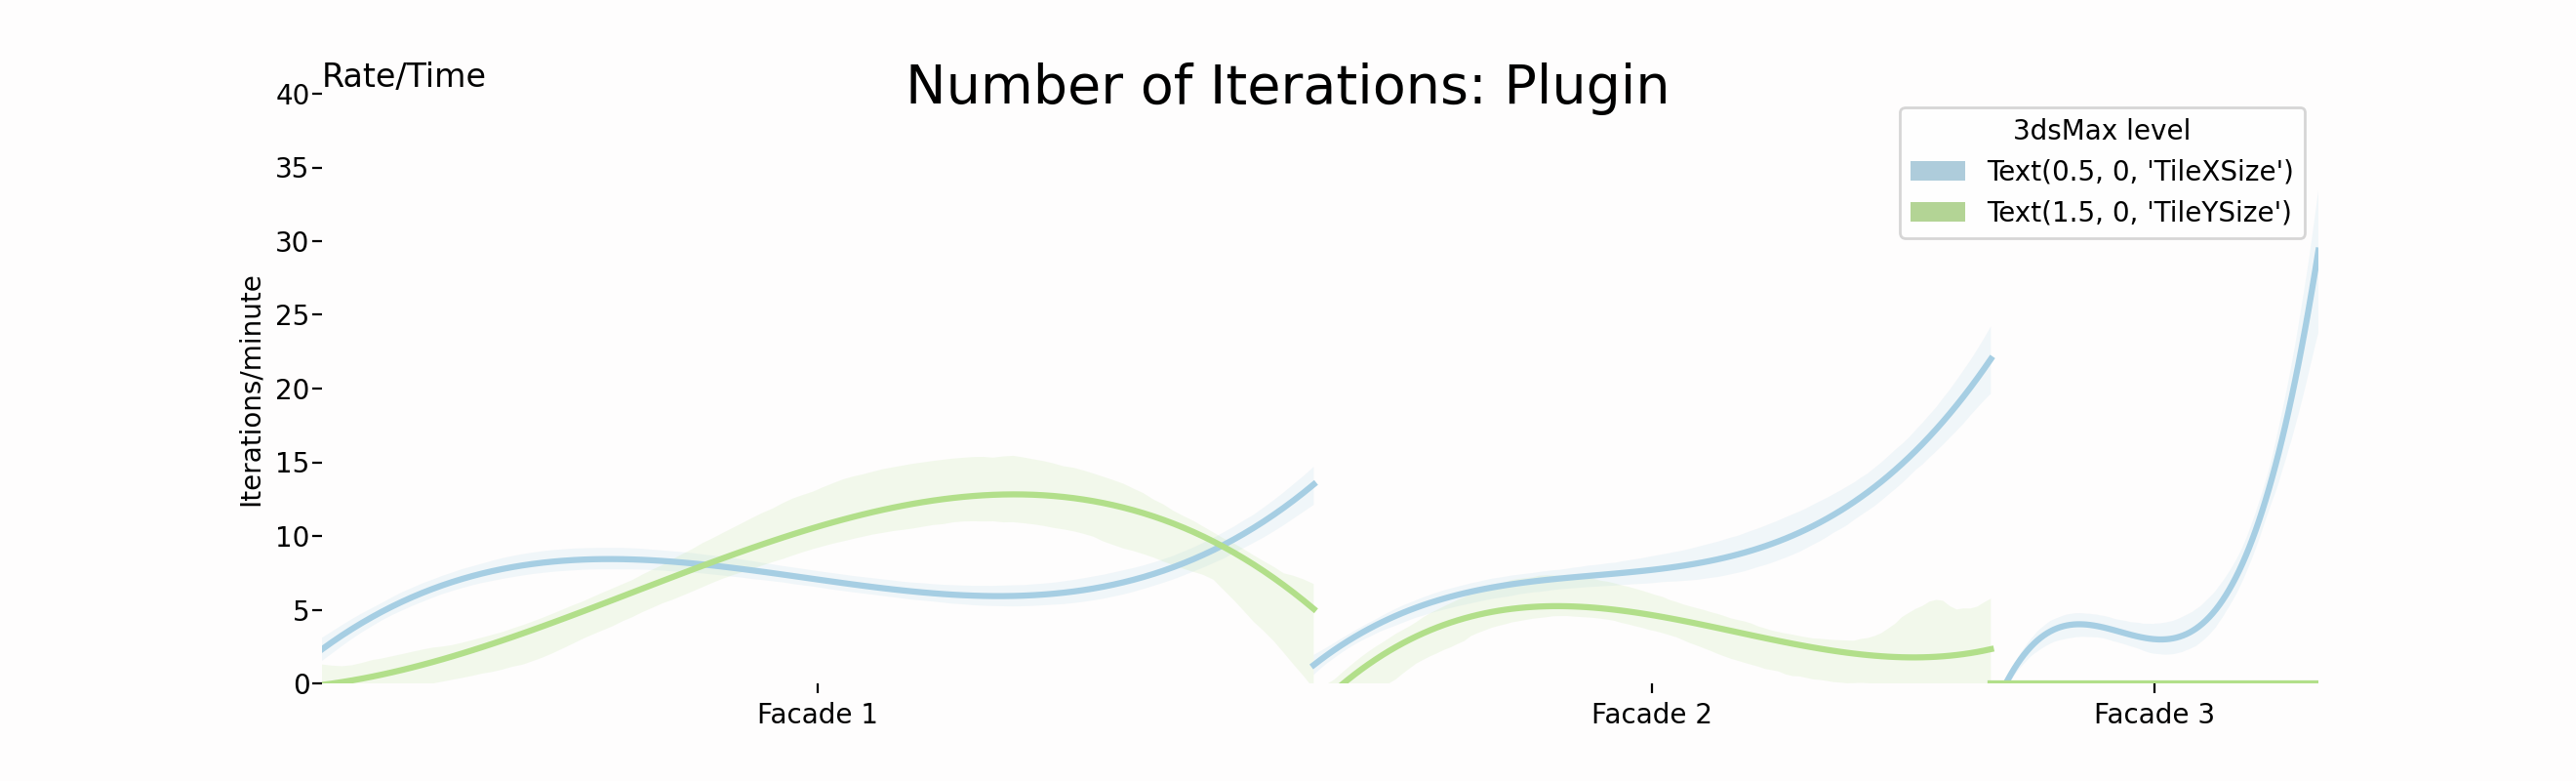 Number of Iterations: Plugin
Rate/Time
40
35
30
25
20
15
10
5
0
Iterations/minute
3dsMax level
Text(0.5, 0, 'TileXSize')
Text(1.5, 0, 'TileYSize')
Facade 1
Facade 2
Facade 3